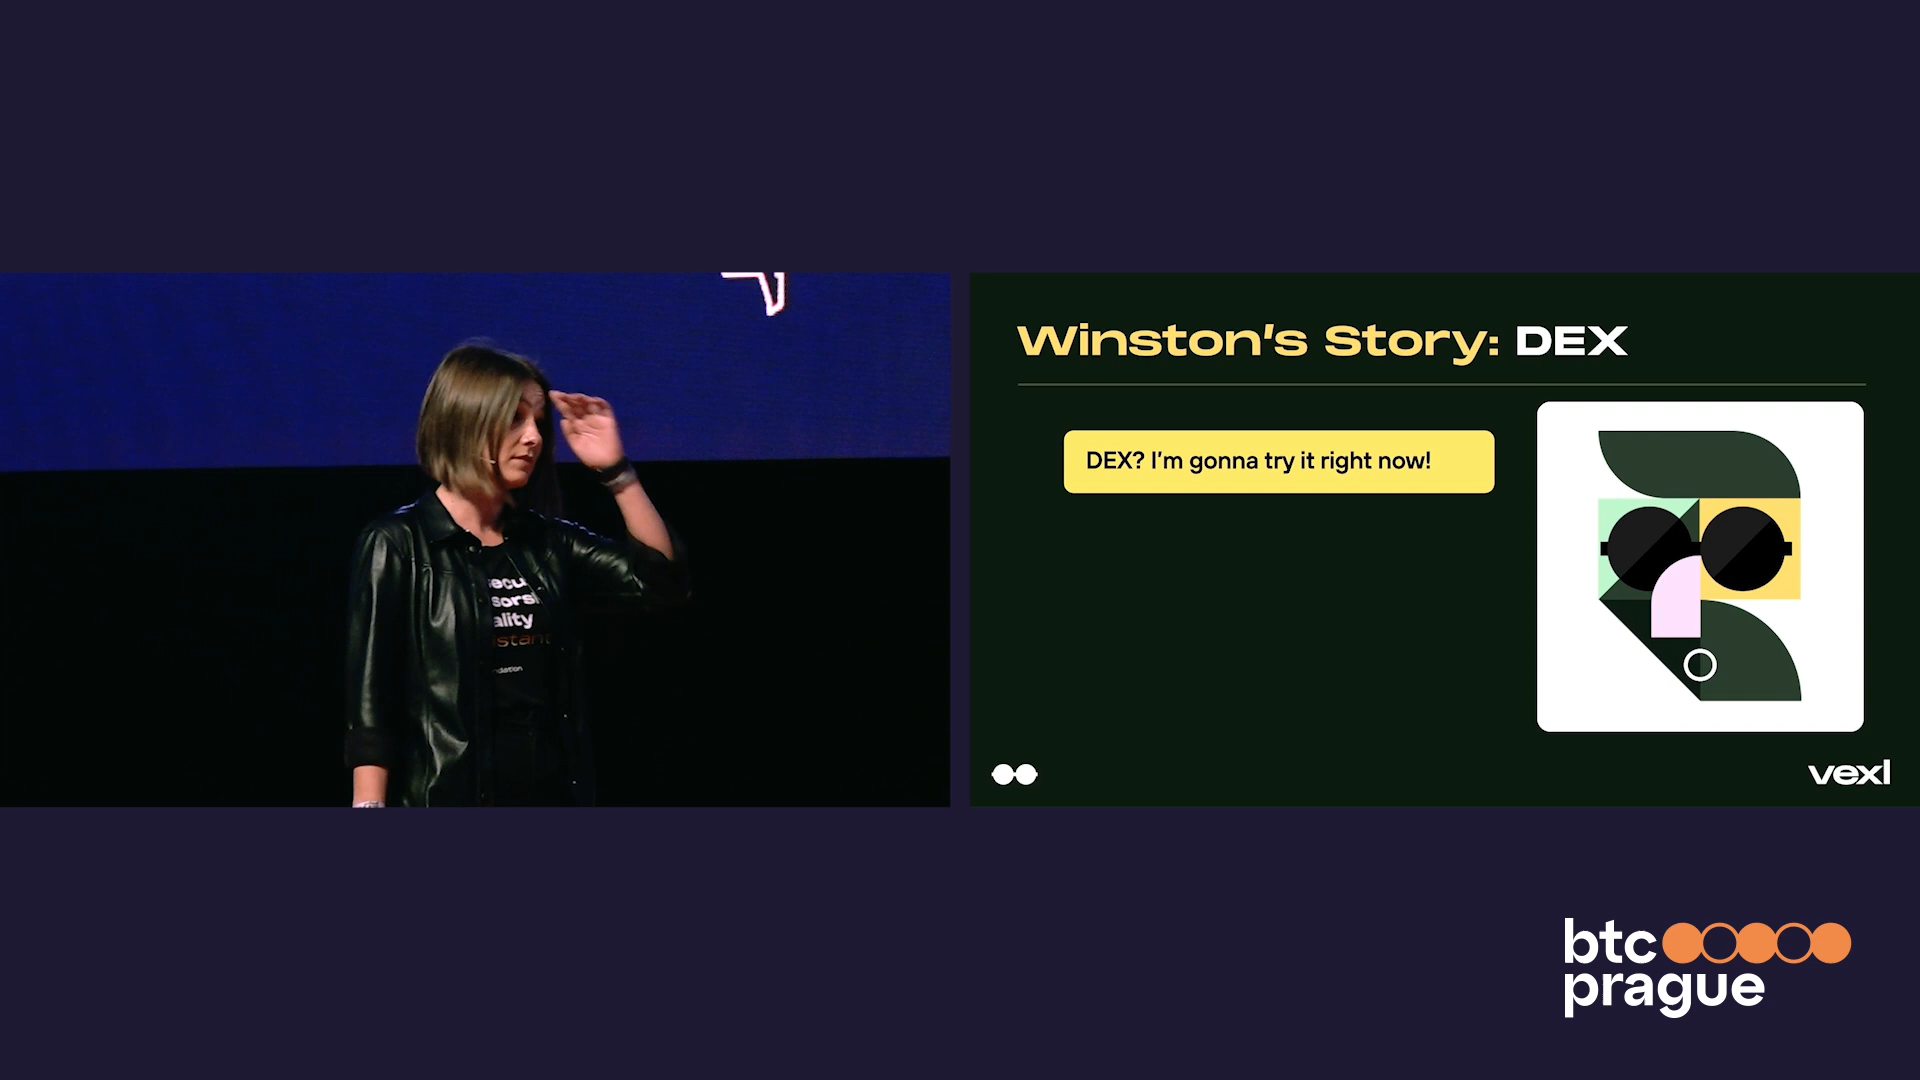 Winston's Story: DEX
DEX? I'm gonna try it right now!
vexl
btc
prague